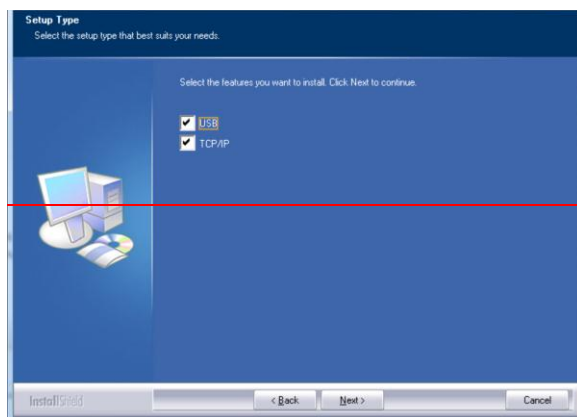 Setup Type
Select the setup type that best suits your needs.
Select the features you want to install. Click Next to continue.
USB
TCP/IP
InstallShield
< Back Next > Cancel